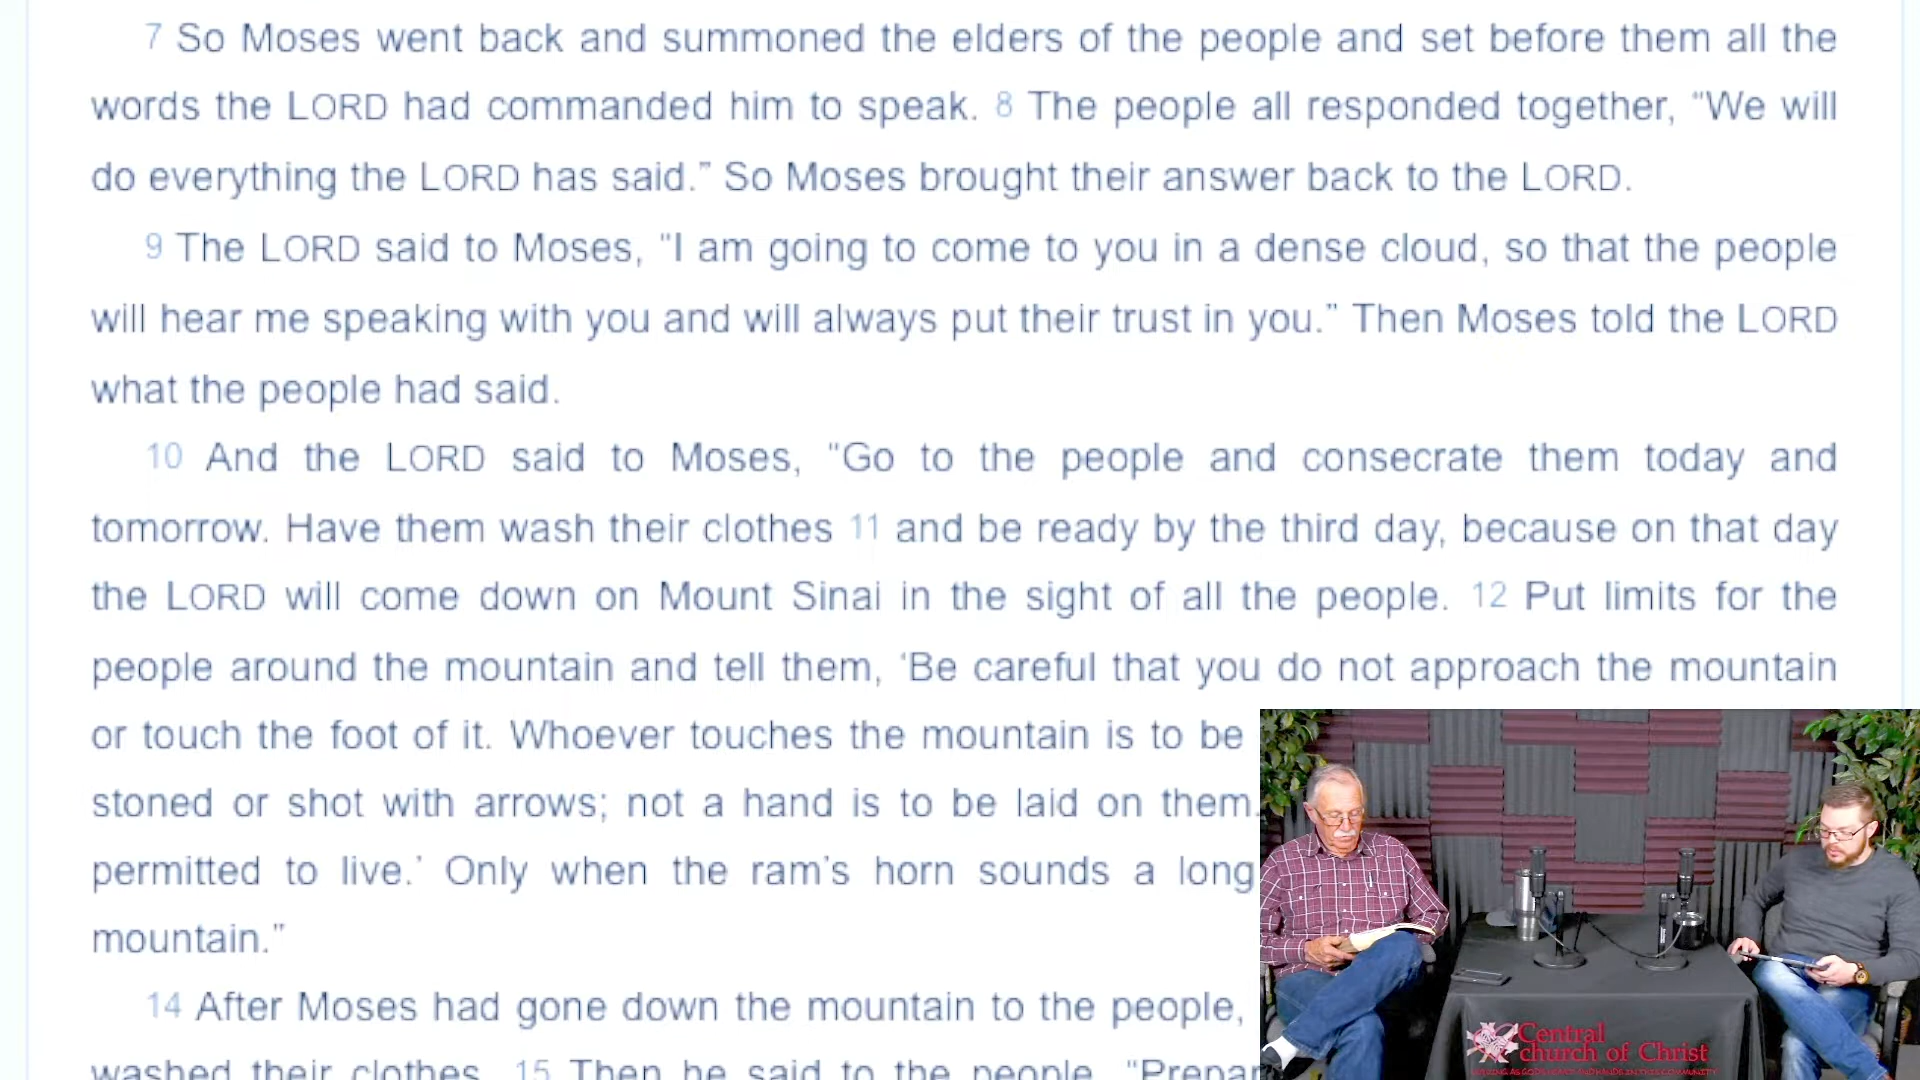 7 So Moses went back and summoned the elders of the people and set before them all the
words the LORD had commanded him to speak. 8 The people all responded together, “We will
do everything the LORD has said.” So Moses brought their answer back to the LORD.
9 The LORD said to Moses, “I am going to come to you in a dense cloud, so that the people
will hear me speaking with you and will always put their trust in you.” Then Moses told the LORD
what the people had said.
10 And the LORD said to Moses, “Go to the people and consecrate them today and
tomorrow. Have them wash their clothes 11 and be ready by the third day, because on that day
the LORD will come down on Mount Sinai in the sight of all the people. 12 Put limits for the
people around the mountain and tell them, ‘Be careful that you do not approach the mountain
or touch the foot of it. Whoever touches the mountain is to be
stoned or shot with arrows; not a hand is to be laid on them.
permitted to live.’ Only when the ram’s horn sounds a long
mountain.”
14 After Moses had gone down the mountain to the people,
washed their clothes. 15 Then he said to the people, “Prepar
Central
church of Christ